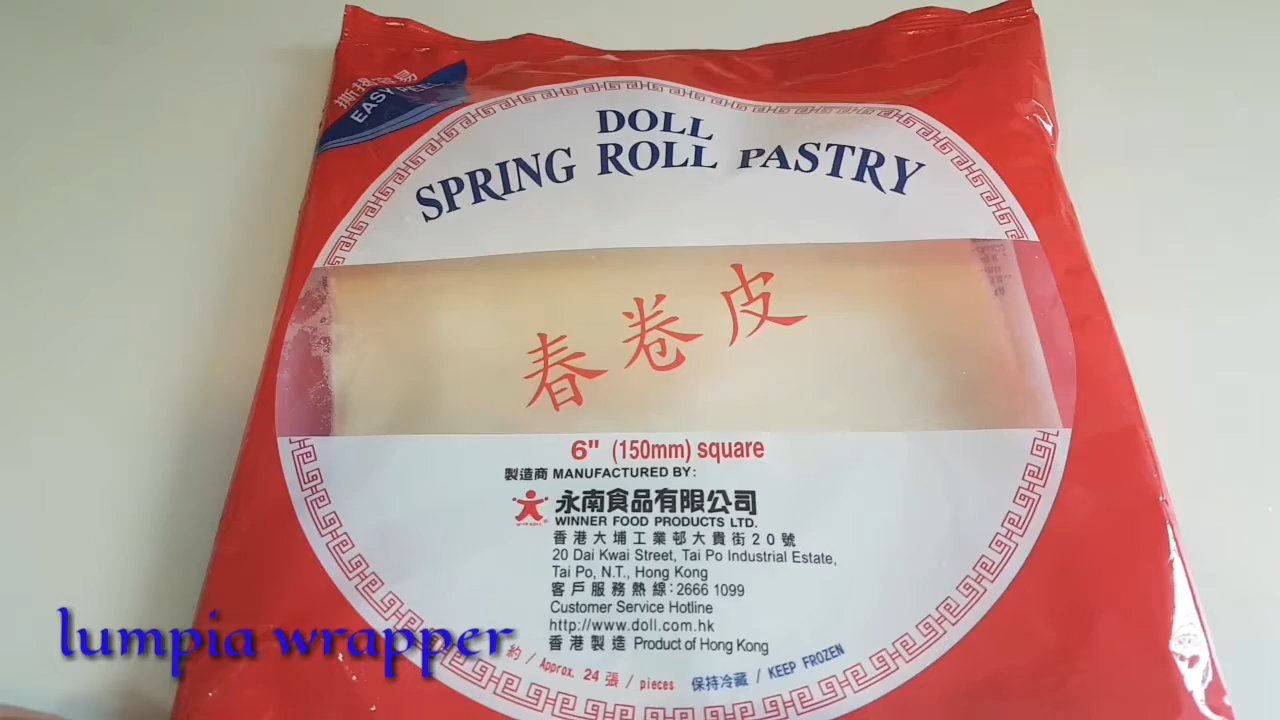 撕揭容易
EASY PEEL
DOLL
SPRING ROLL PASTRY
春卷皮
6" (150mm) square
製造商 MANUFACTURED BY:
永南食品有限公司
WINNER FOOD PRODUCTS LTD.
香港大埔工業邨大貴街20號
20 Dai Kwai Street, Tai Po Industrial Estate,
Tai Po, N.T., Hong Kong
客戶服務熱線:2666 1099
Customer Service Hotline
http://www.doll.com.hk
香港製造 Product of Hong Kong
約 / Approx. 24 張 / pieces 保持冷藏 / KEEP FROZEN
lumpia wrapper